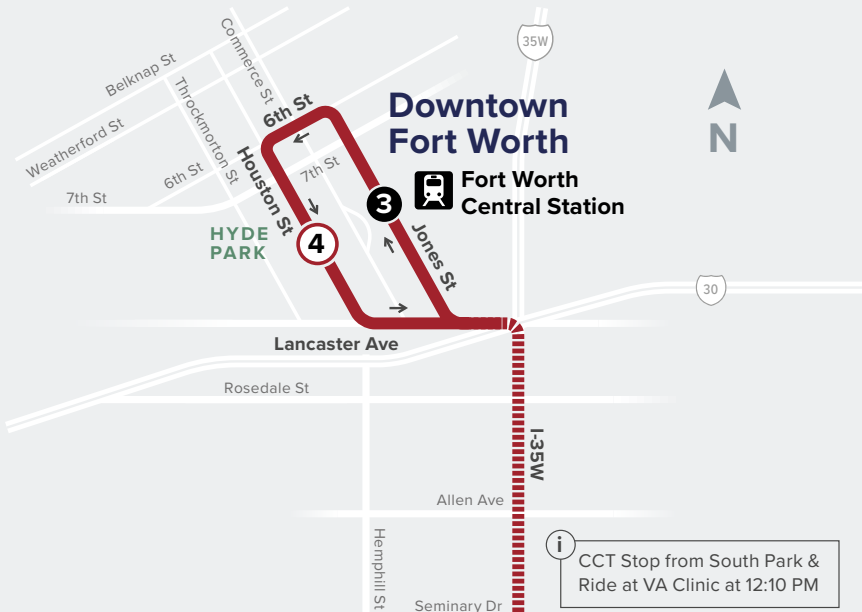 Commerce St
35W
Belknap St
Throckmorton St
6th St
Downtown
Fort Worth
N
Weatherford St
6th St
7th St
7th St
Houston St
3
Fort Worth
Central Station
HYDE
PARK
4
Jones St
30
Lancaster Ave
Rosedale St
I-35W
Allen Ave
Hemphill St
i
CCT Stop from South Park &
Ride at VA Clinic at 12:10 PM
Seminary Dr